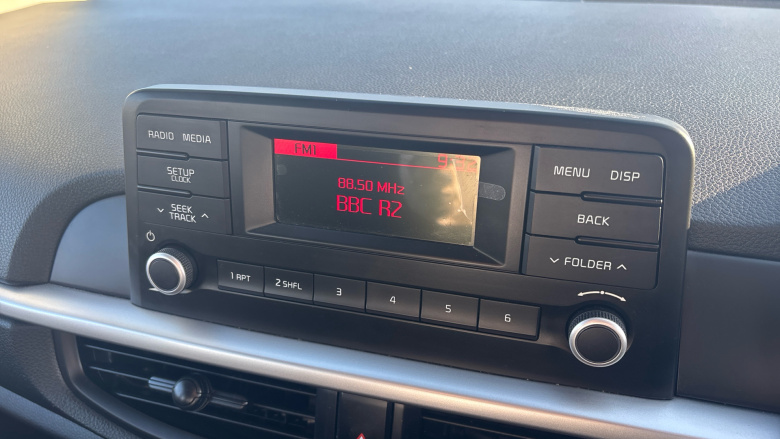 RADIO MEDIA
SETUP
CLOCK
SEEK
TRACK
FM1
88.50 MHz
BBC R2
MENU DISP
BACK
FOLDER
1 RPT
2 SHFL
3
4
5
6